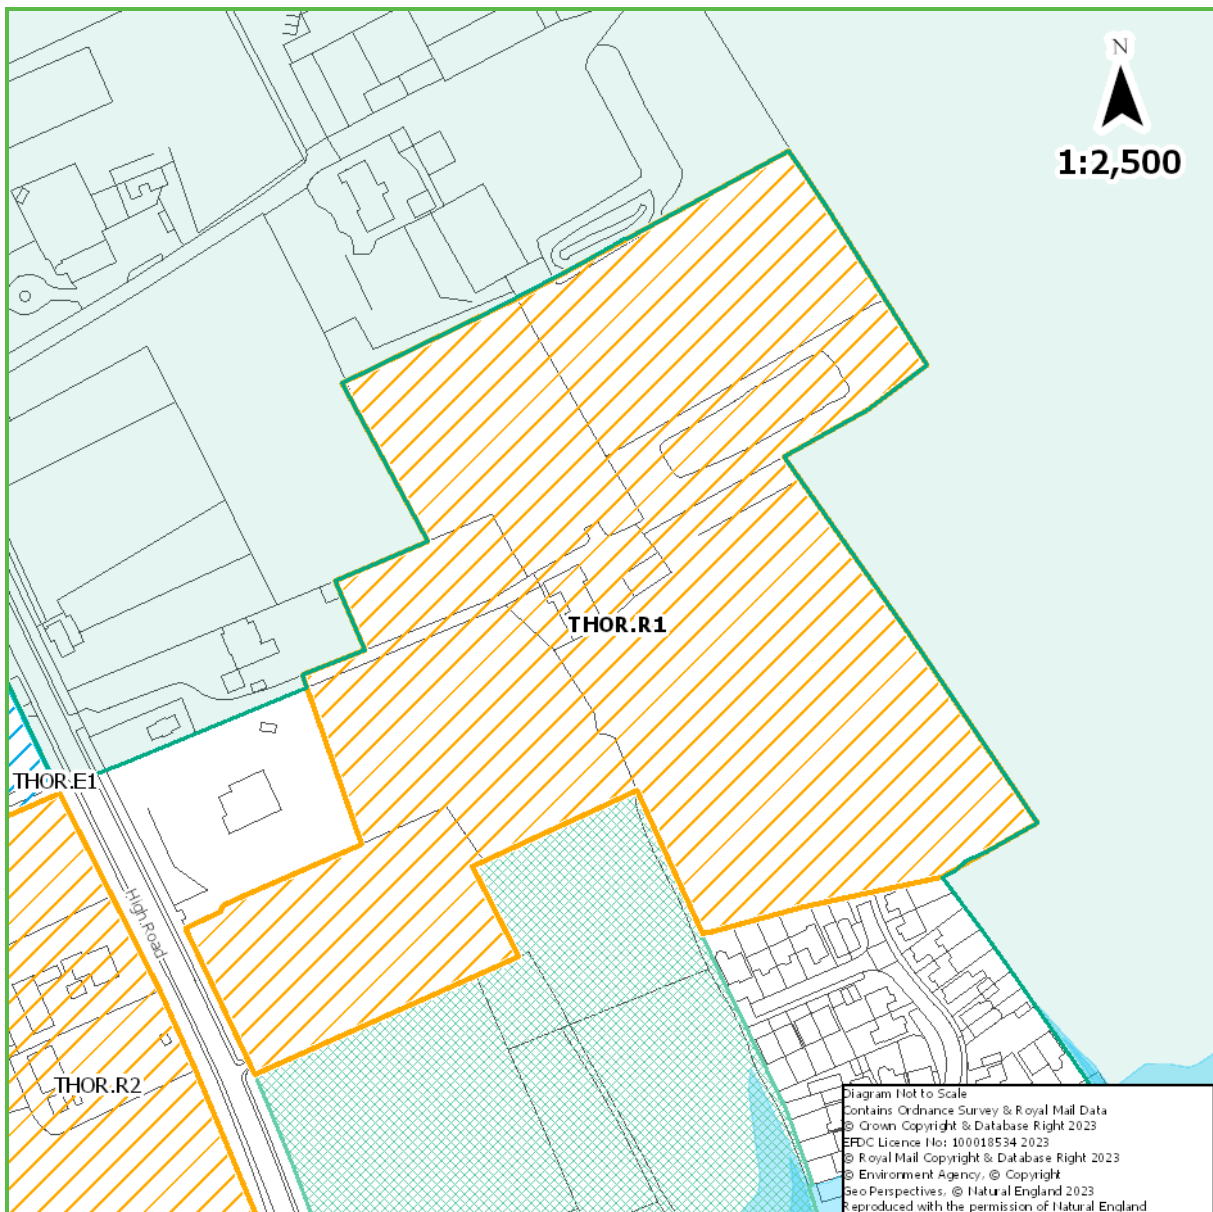 N
1:2,500
THOR.R1
THOR.E1
High Road
THOR.R2
Diagram Not to Scale
Contains Ordnance Survey & Royal Mail Data
© Crown Copyright & Database Right 2023
EFDC Licence No: 100018534 2023
© Royal Mail Copyright & Database Right 2023
© Environment Agency, © Copyright
Geo Perspectives, © Natural England 2023
Reproduced with the permission of Natural England